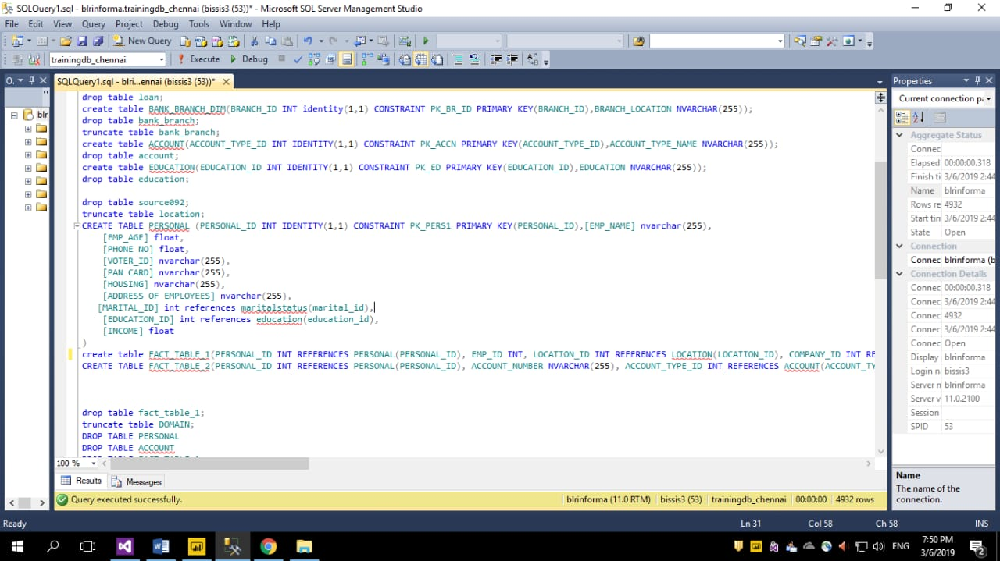 SQLQuery1.sql - blrinforma.trainingdb_chennai (bissis3 (53))* - Microsoft SQL Server Management Studio
File Edit View Query Project Debug Tools Window Help
New Query
trainingdb_chennai Execute Debug
O.
SQLQuery1.sql - blri...ennai (bissis3 (53))*
Properties
blr
drop table loan;
create table BANK_BRANCH_DIM(BRANCH_ID INT identity(1,1) CONSTRAINT PK_BR_ID PRIMARY KEY(BRANCH_ID),BRANCH_LOCATION NVARCHAR(255));
drop table bank_branch;
truncate table bank_branch;
create table ACCOUNT(ACCOUNT_TYPE_ID INT IDENTITY(1,1) CONSTRAINT PK_ACCN PRIMARY KEY(ACCOUNT_TYPE_ID),ACCOUNT_TYPE_NAME NVARCHAR(255));
drop table account;
create table EDUCATION(EDUCATION_ID INT IDENTITY(1,1) CONSTRAINT PK_ED PRIMARY KEY(EDUCATION_ID),EDUCATION NVARCHAR(255));
drop table education;
drop table source092;
truncate table location;
CREATE TABLE PERSONAL (PERSONAL_ID INT IDENTITY(1,1) CONSTRAINT PK_PERS1 PRIMARY KEY(PERSONAL_ID),[EMP_NAME] nvarchar(255),
[EMP_AGE] float,
[PHONE NO] float,
[VOTER_ID] nvarchar(255),
[PAN CARD] nvarchar(255),
[HOUSING] nvarchar(255),
[ADDRESS OF EMPLOYEES] nvarchar(255),
[MARITAL_ID] int references maritalstatus(marital_id),
[EDUCATION_ID] int references education(education_id),
[INCOME] float
)
create table FACT_TABLE_1(PERSONAL_ID INT REFERENCES PERSONAL(PERSONAL_ID), EMP_ID INT, LOCATION_ID INT REFERENCES LOCATION(LOCATION_ID), COMPANY_ID INT RE
CREATE TABLE FACT_TABLE_2(PERSONAL_ID INT REFERENCES PERSONAL(PERSONAL_ID), ACCOUNT_NUMBER NVARCHAR(255), ACCOUNT_TYPE_ID INT REFERENCES ACCOUNT(ACCOUNT_TY
drop table fact_table_1;
truncate table DOMAIN;
DROP TABLE PERSONAL
DROP TABLE ACCOUNT
100 %
Results Messages
Query executed successfully. blrinforma (11.0 RTM) bissis3 (53) trainingdb_chennai 00:00:00 4932 rows
Current connection pa
Aggregate Status
Connec
Elapsed 00:00:00.318
Finish ti 3/6/2019 2:44
Name blrinforma
Rows re 4932
Start tin 3/6/2019 2:44
State Open
Connection
Connec blrinforma (b
Connection Details
Connec 00:00:00.318
Connec 3/6/2019 2:44
Connec 4932
Connec 3/6/2019 2:44
Connec Open
Display blrinforma
Login n bissis3
Server n blrinforma
Server v 11.0.2100
Session
SPID 53
Name
The name of the
connection.
Ready Ln 31 Col 58 Ch 58 INS
ENG 7:50 PM
3/6/2019
2